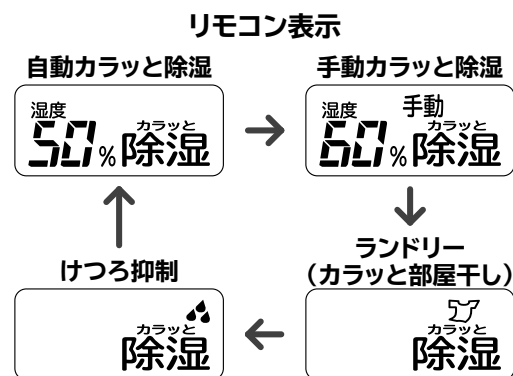 リモコン表示
自動カラッと除湿
湿度
50%
カラッと
除湿
手動カラッと除湿
湿度 手動
60%
カラッと
除湿
ランドリー
(カラッと部屋干し)
カラッと
除湿
けつろ抑制
カラッと
除湿